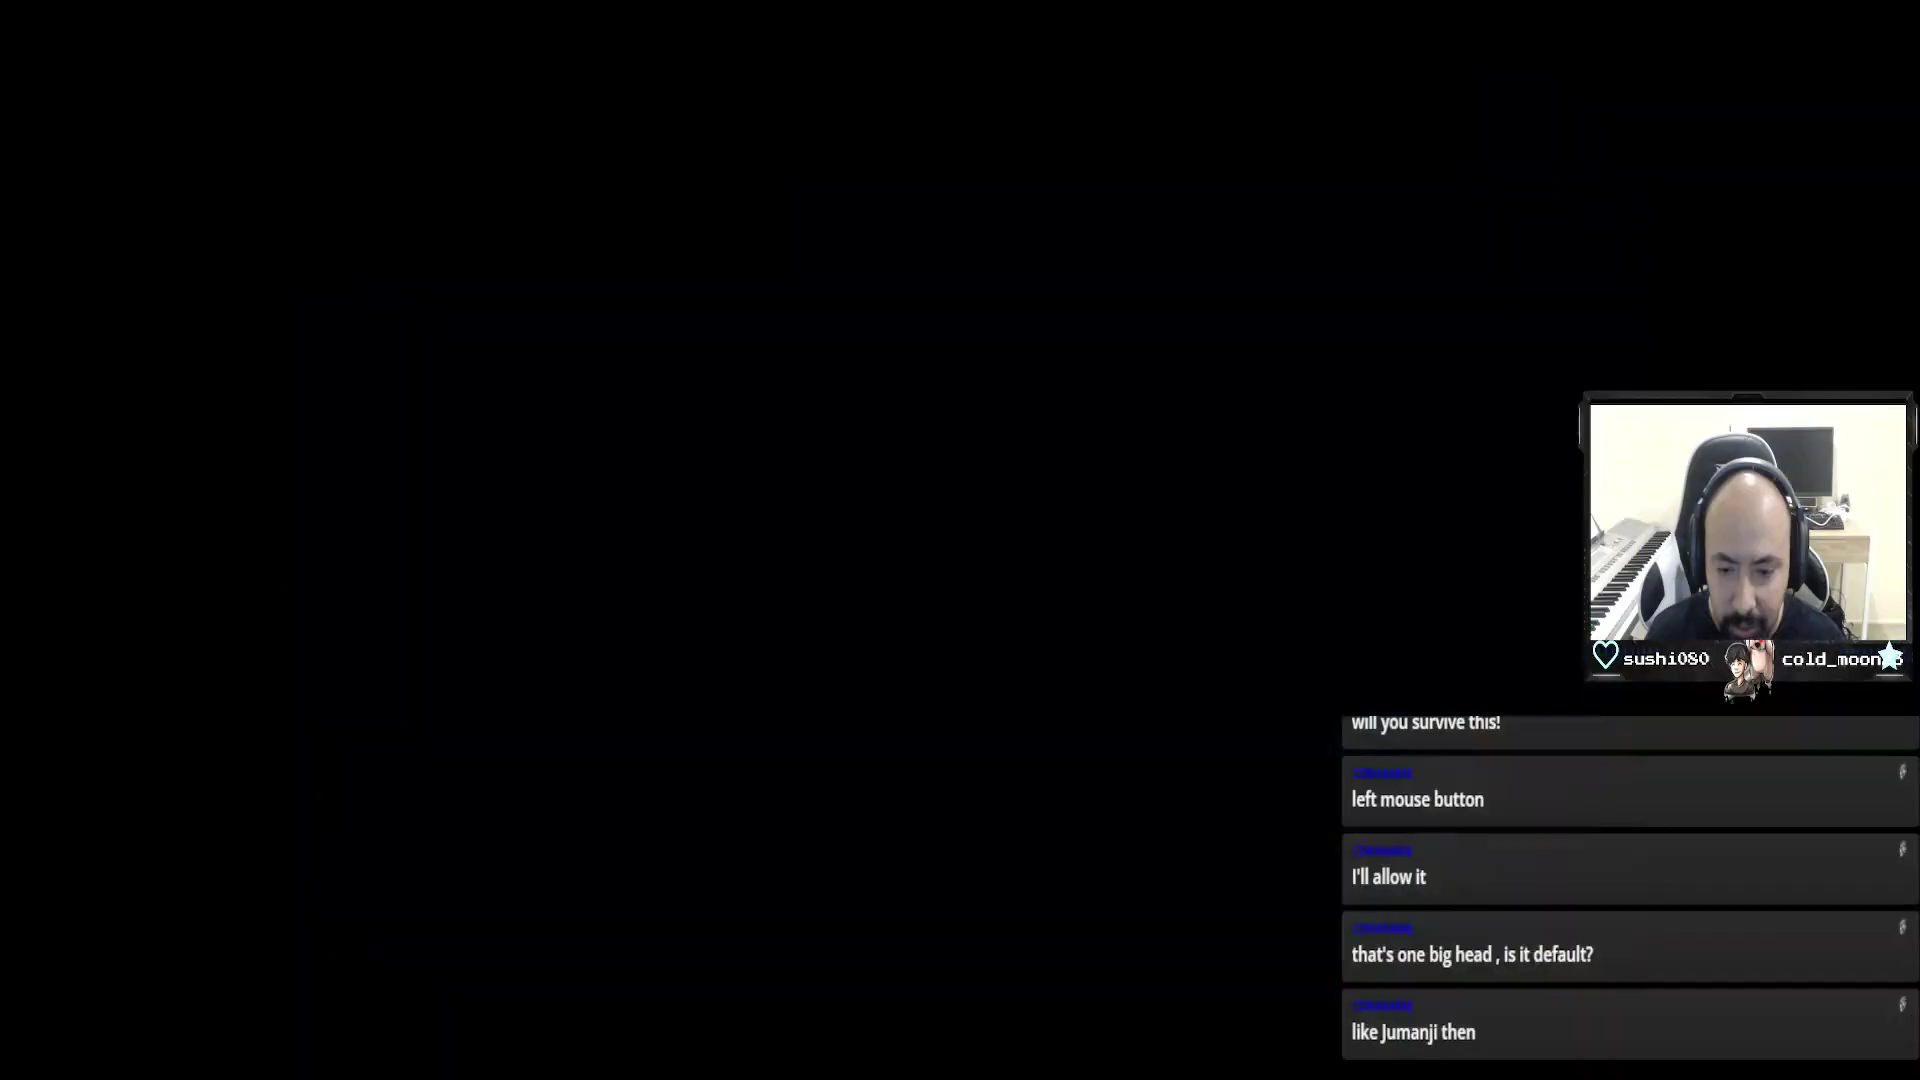 sushi080
cold_moon
will you survive this!
left mouse button
I'll allow it
that's one big head , is it default?
like Jumanji then